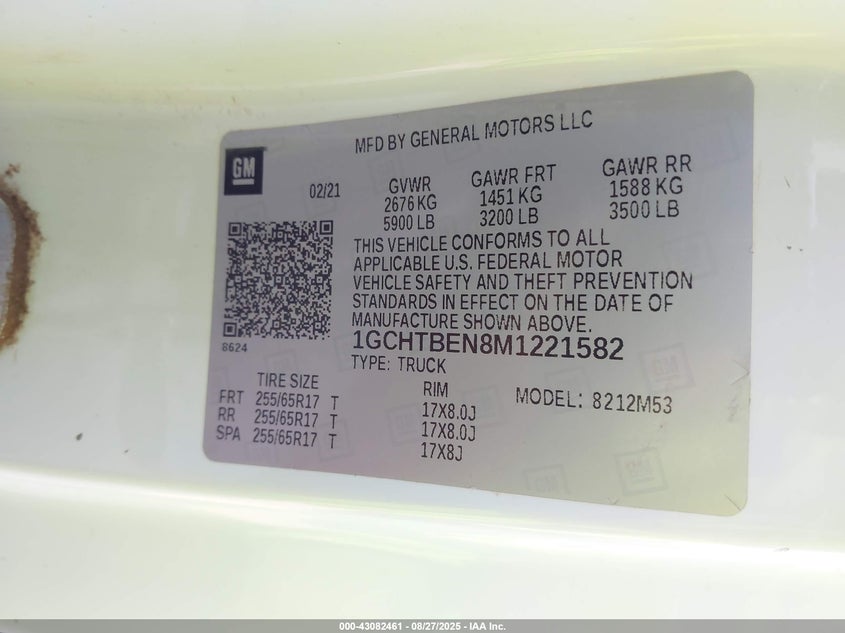 MFD BY GENERAL MOTORS LLC
GM
02/21
GVWR
2676 KG
5900 LB
GAWR FRT
1451 KG
3200 LB
GAWR RR
1588 KG
3500 LB
THIS VEHICLE CONFORMS TO ALL
APPLICABLE U.S. FEDERAL MOTOR
VEHICLE SAFETY AND THEFT PREVENTION
STANDARDS IN EFFECT ON THE DATE OF
MANUFACTURE SHOWN ABOVE.
8624
1GCHTBEN8M1221582
TYPE: TRUCK
TIRE SIZE
RIM
MODEL: 8212M53
FRT 255/65R17 T 17X8.0J
RR 255/65R17 T 17X8.0J
SPA 255/65R17 T 17X8J
000-43082461 - 08/27/2025 - IAA Inc.